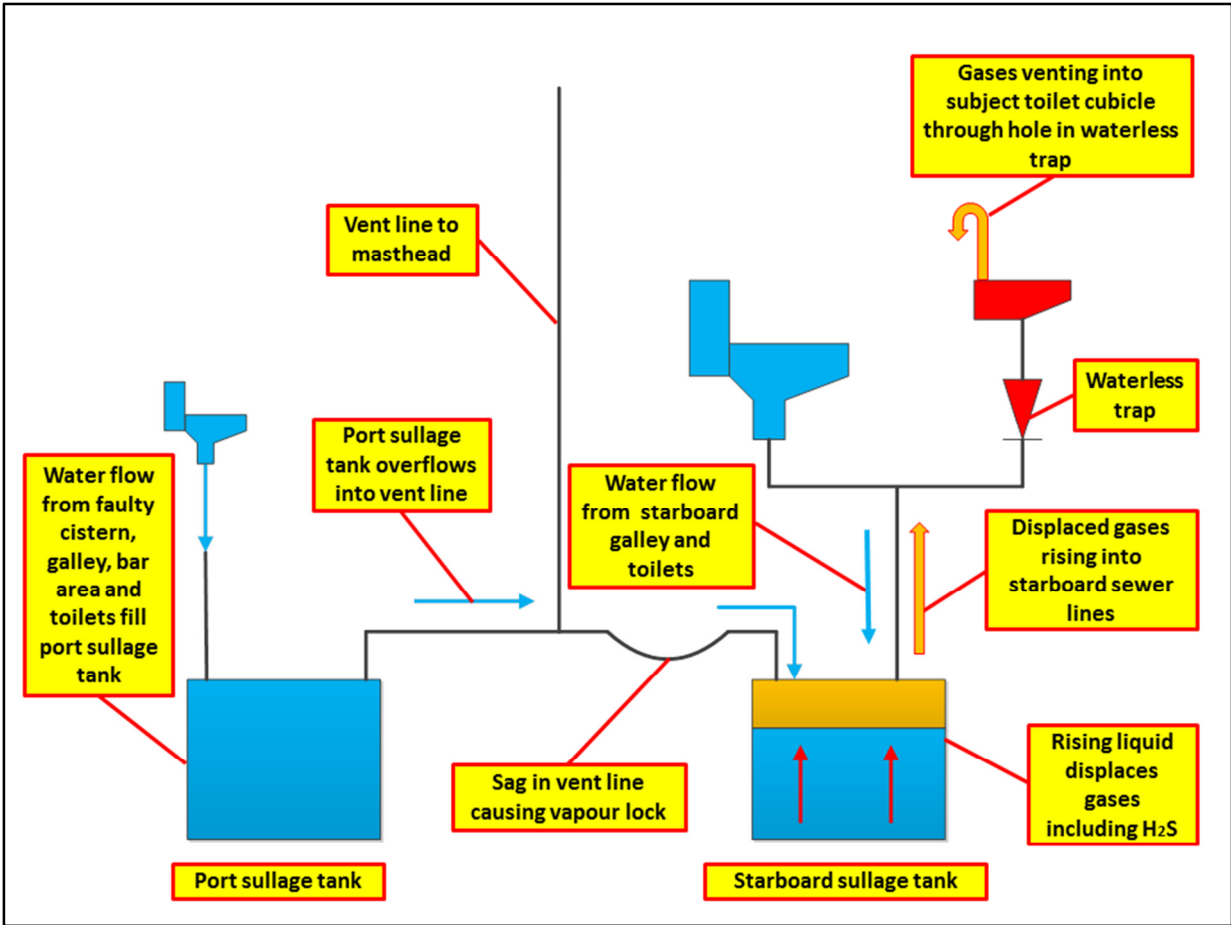 Gases venting into
subject toilet cubicle
through hole in waterless
trap
Vent line to
masthead
Waterless
trap
Port sullage
tank overflows
into vent line
Water flow
from faulty
cistern,
galley, bar
area and
toilets fill
port sullage
tank
Water flow
from starboard
galley and
toilets
Displaced gases
rising into
starboard sewer
lines
Sag in vent line
causing vapour lock
Rising liquid
displaces
gases
including H₂S
Port sullage tank
Starboard sullage tank